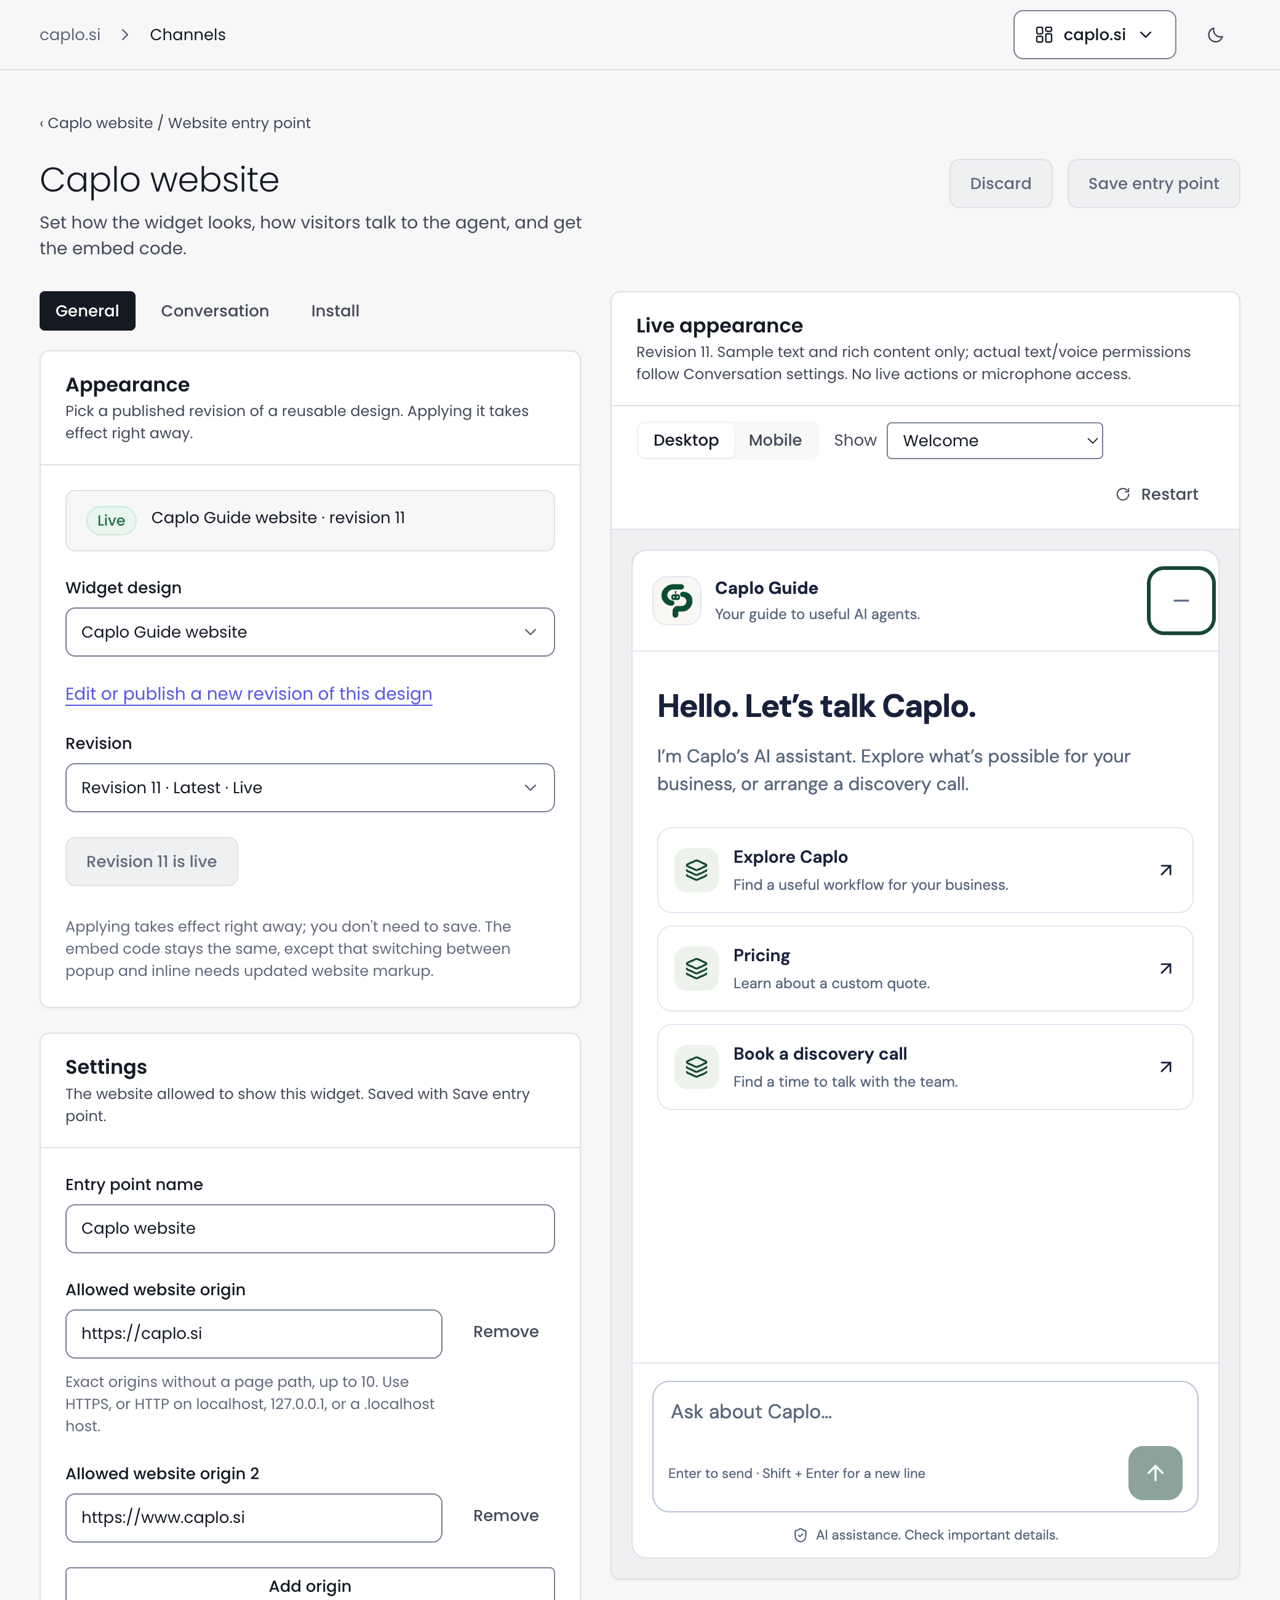 caplo.si > Channels
caplo.si
‹ Caplo website / Website entry point
Caplo website
Set how the widget looks, how visitors talk to the agent, and get
the embed code.
Discard
Save entry point
General
Conversation
Install
Appearance
Pick a published revision of a reusable design. Applying it takes
effect right away.
Live
Caplo Guide website · revision 11
Widget design
Caplo Guide website
Edit or publish a new revision of this design
Revision
Revision 11 · Latest · Live
Revision 11 is live
Applying takes effect right away; you don't need to save. The
embed code stays the same, except that switching between
popup and inline needs updated website markup.
Settings
The website allowed to show this widget. Saved with Save entry
point.
Entry point name
Caplo website
Allowed website origin
https://caplo.si
Remove
Exact origins without a page path, up to 10. Use
HTTPS, or HTTP on localhost, 127.0.0.1, or a .localhost
host.
Allowed website origin 2
https://www.caplo.si
Remove
Add origin
Live appearance
Revision 11. Sample text and rich content only; actual text/voice permissions
follow Conversation settings. No live actions or microphone access.
Desktop
Mobile
Show
Welcome
Restart
Caplo Guide
Your guide to useful AI agents.
Hello. Let’s talk Caplo.
I’m Caplo’s AI assistant. Explore what’s possible for your
business, or arrange a discovery call.
Explore Caplo
Find a useful workflow for your business.
Pricing
Learn about a custom quote.
Book a discovery call
Find a time to talk with the team.
Ask about Caplo…
Enter to send · Shift + Enter for a new line
AI assistance. Check important details.